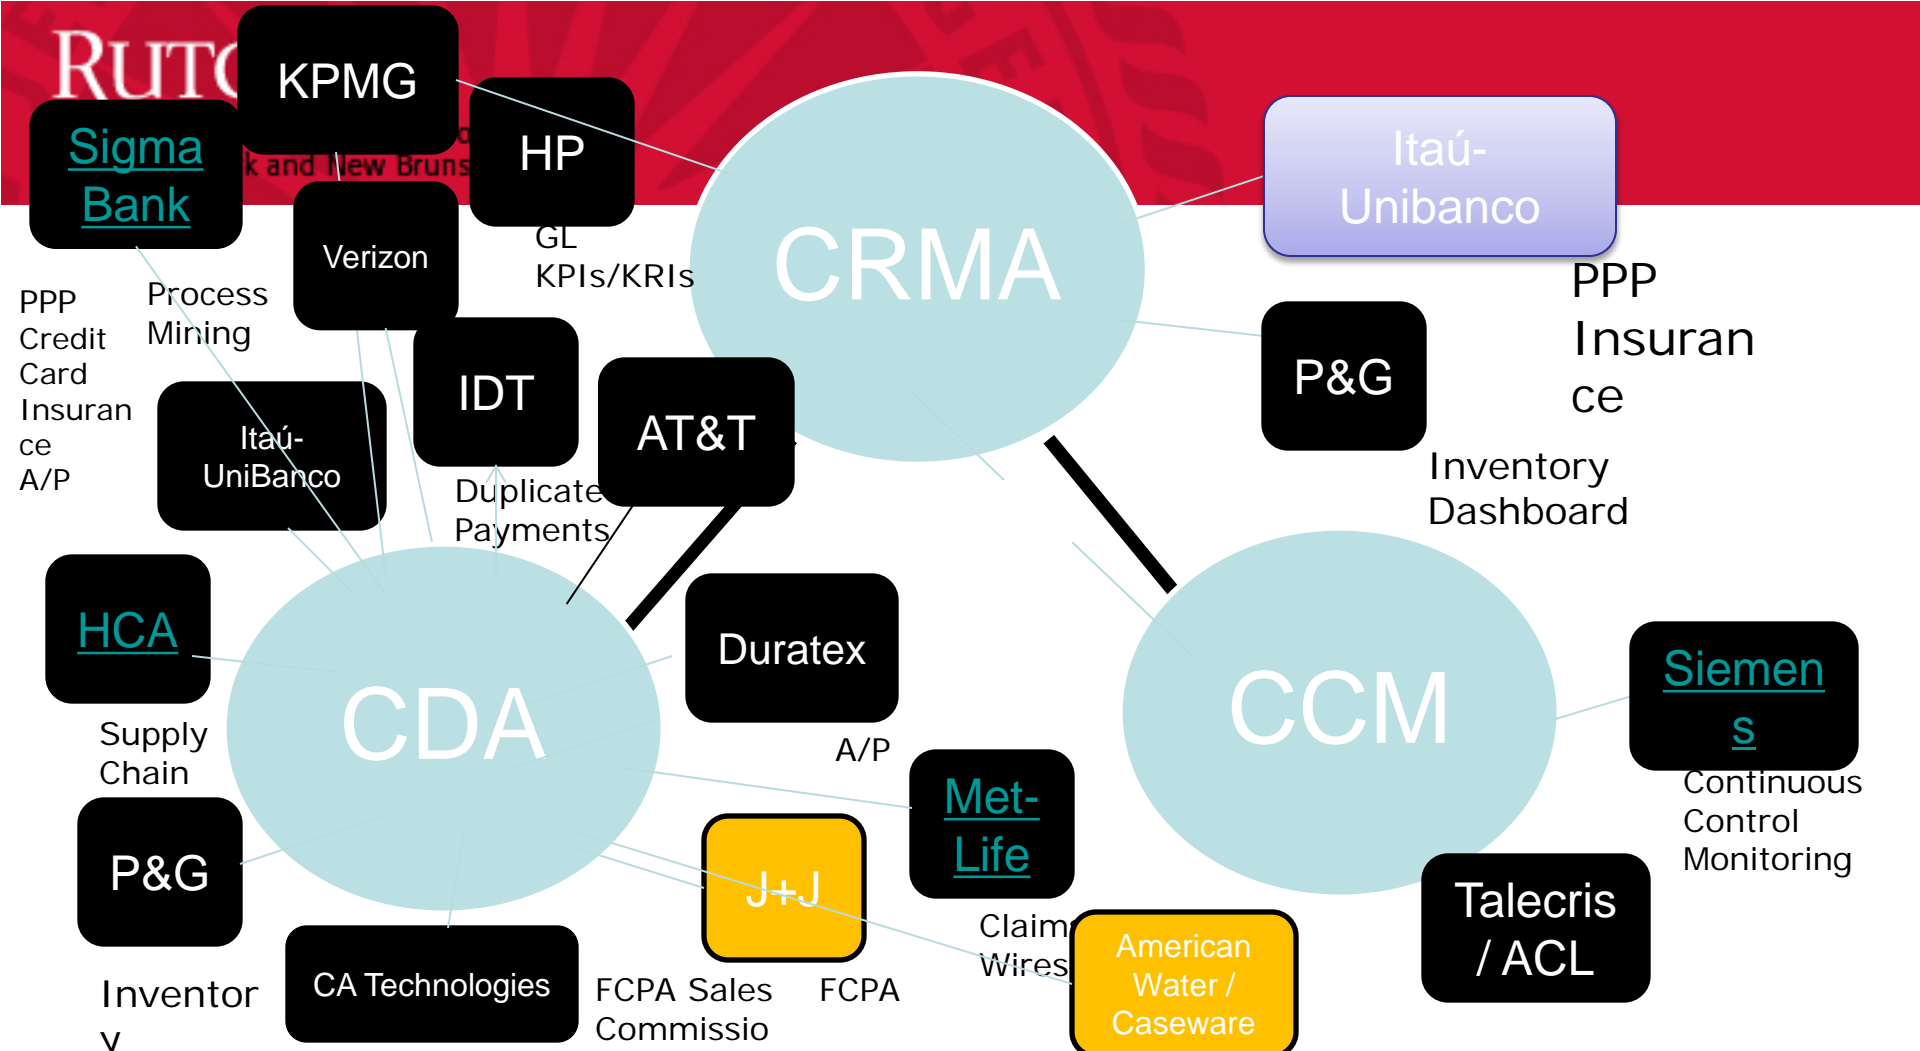 RUTG
KPMG
k and New Bruns
Sigma
Bank
HP
Verizon
GL
KPIs/KRIs
CRMA
Itaú-
Unibanco
PPP
Insuran
ce
PPP
Credit
Card
Insuran
ce
A/P
Process
Mining
Itaú-
UniBanco
IDT
AT&T
Duplicate
Payments
P&G
Inventory
Dashboard
HCA
Supply
Chain
CDA
Duratex
A/P
CCM
Siemen
s
Continuous
Control
Monitoring
P&G
Inventor
y
CA Technologies
FCPA Sales
Commissio
J+J
FCPA
Met-
Life
Claims
Wires
American
Water /
Caseware
Talecris
/ ACL